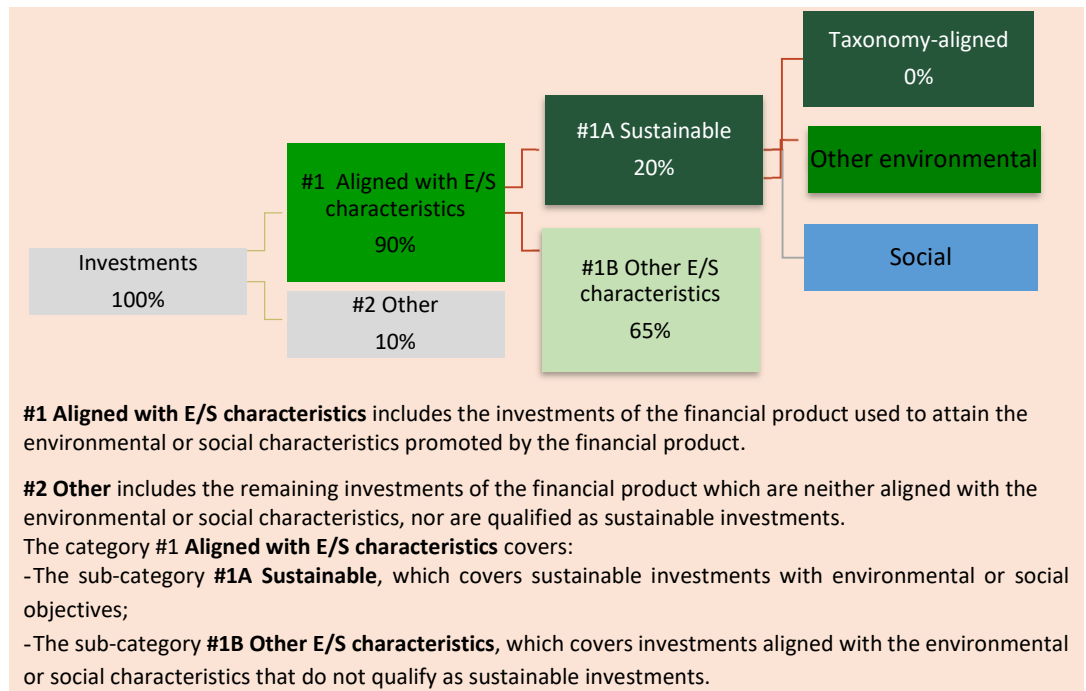 Taxonomy-aligned
0%
#1A Sustainable
20%
Other environmental
#1 Aligned with E/S
characteristics
90%
Social
#1B Other E/S
characteristics
65%
Investments
100%
#2 Other
10%
#1 Aligned with E/S characteristics includes the investments of the financial product used to attain the
environmental or social characteristics promoted by the financial product.
#2 Other includes the remaining investments of the financial product which are neither aligned with the
environmental or social characteristics, nor are qualified as sustainable investments.
The category #1 Aligned with E/S characteristics covers:
-The sub-category #1A Sustainable, which covers sustainable investments with environmental or social
objectives;
-The sub-category #1B Other E/S characteristics, which covers investments aligned with the environmental
or social characteristics that do not qualify as sustainable investments.